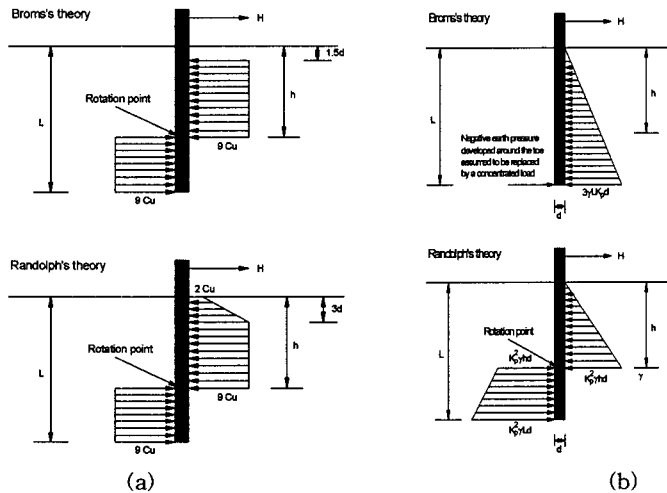 Broms's theory
H
1.5d
L
h
Rotation point
9 Cu
9 Cu
Randolph's theory
H
2 Cu
3d
L
h
Rotation point
9 Cu
9 Cu
(a)
Broms's theory
H
L
h
Negative earth pressure
developed around the toe
assumed to be replaced
by a concentrated load
3γLKpd
d
Randolph's theory
H
L
h
Rotation point
Kp²γhd
Kp²γhd
γ
Kp²γLd
d
(b)